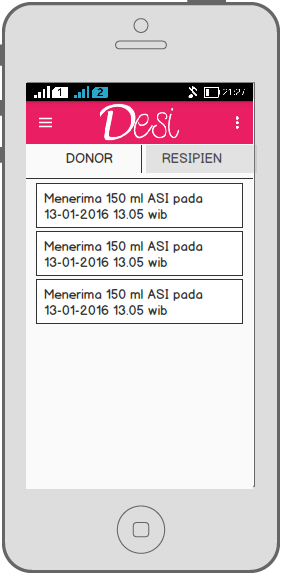 1 2 21:27
Desi
DONOR RESIPIEN
Menerima 150 ml ASI pada
13-01-2016 13.05 wib
Menerima 150 ml ASI pada
13-01-2016 13.05 wib
Menerima 150 ml ASI pada
13-01-2016 13.05 wib